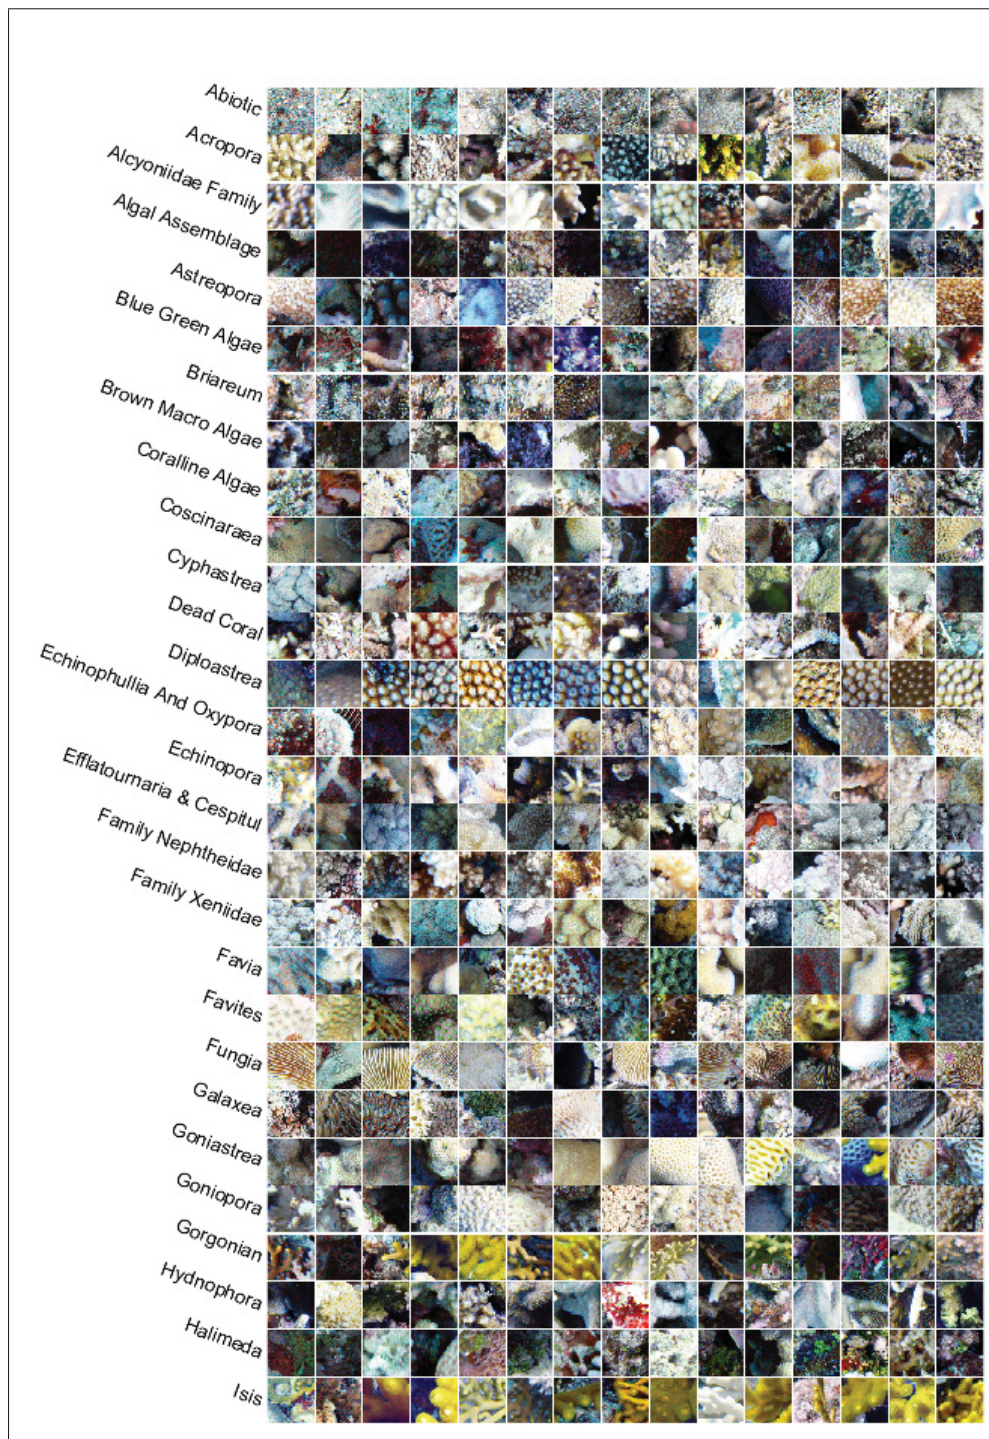 Abiotic
Acropora
Alcyoniidae Family
Algal Assemblage
Astreopora
Blue Green Algae
Briareum
Brown Macro Algae
Coralline Algae
Coscinaraea
Cyphastrea
Dead Coral
Diploastrea
Echinophullia And Oxypora
Echinopora
Efflatournaria & Cespitul
Family Nephtheidae
Family Xeniidae
Favia
Favites
Fungia
Galaxea
Goniastrea
Goniopora
Gorgonian
Hydnophora
Halimeda
Isis